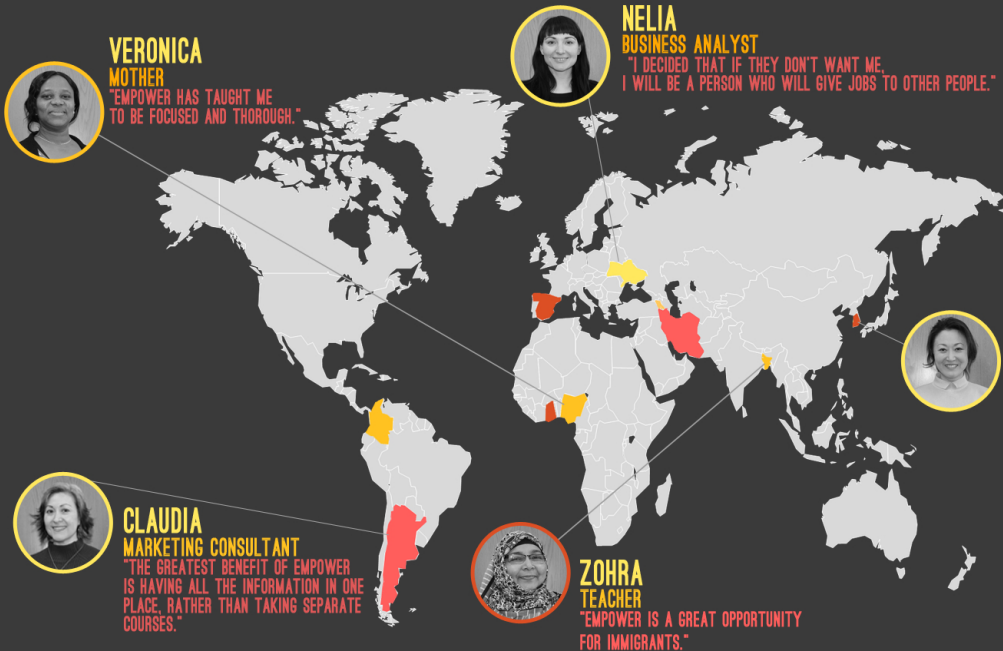 VERONICA
MOTHER
"EMPOWER HAS TAUGHT ME
TO BE FOCUSED AND THOROUGH."
NELIA
BUSINESS ANALYST
"I DECIDED THAT IF THEY DON'T WANT ME,
I WILL BE A PERSON WHO WILL GIVE JOBS TO OTHER PEOPLE."
CLAUDIA
MARKETING CONSULTANT
"THE GREATEST BENEFIT OF EMPOWER
IS HAVING ALL THE INFORMATION IN ONE
PLACE, RATHER THAN TAKING SEPARATE
COURSES."
ZOHRA
TEACHER
"EMPOWER IS A GREAT OPPORTUNITY
FOR IMMIGRANTS."